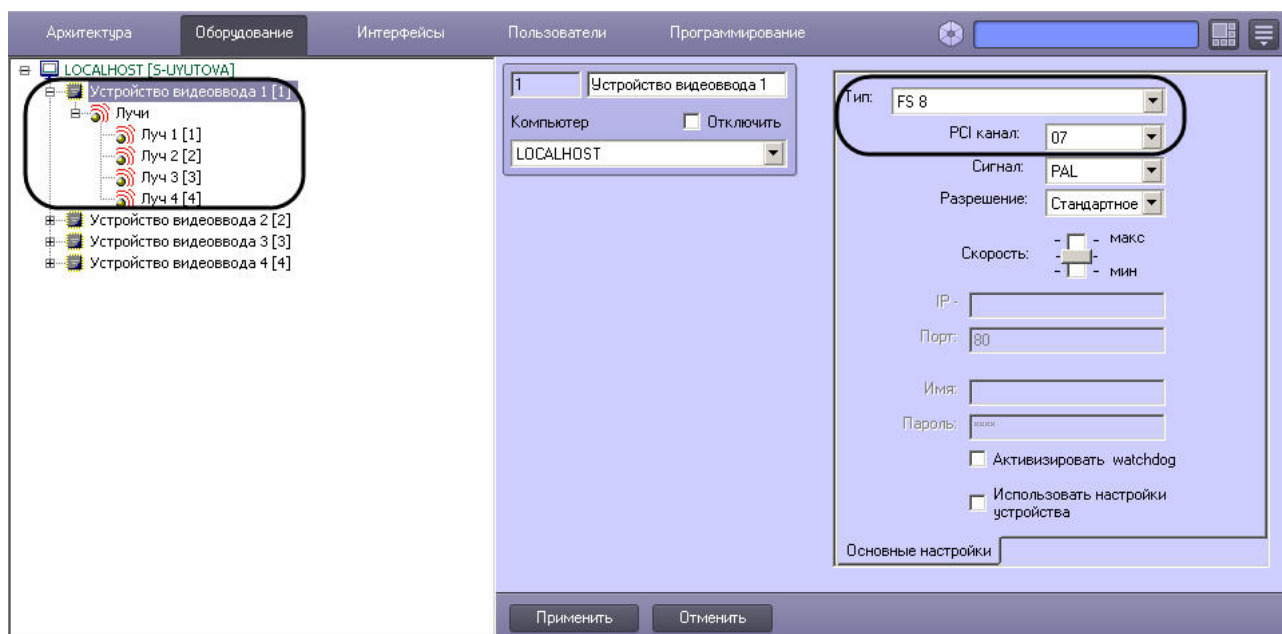 Архитектура Оборудование Интерфейсы Пользователи Программирование
LOCALHOST [S-UYUTOVA]
Устройство видеоввода 1 [1]
Лучи
Луч 1 [1]
Луч 2 [2]
Луч 3 [3]
Луч 4 [4]
Устройство видеоввода 2 [2]
Устройство видеоввода 3 [3]
Устройство видеоввода 4 [4]
1 Устройство видеоввода 1
Компьютер Отключить
LOCALHOST
Тип: FS 8
PCI канал: 07
Сигнал: PAL
Разрешение: Стандартное
Скорость: - - макс
- -
- - мин
IP -
Порт: 80
Имя:
Пароль: ****
Активизировать watchdog
Использовать настройки
устройства
Основные настройки
Применить Отменить